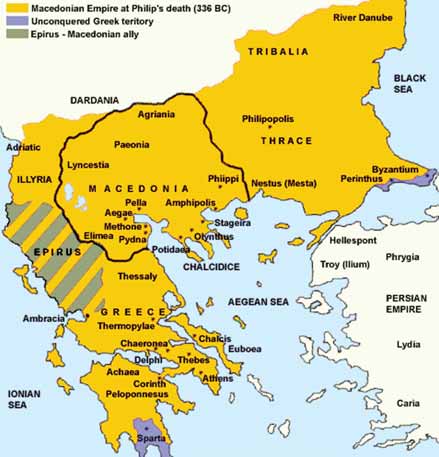 Macedonian Empire at Philip's death (336 BC)
Unconquered Greek teritory
Epirus - Macedonian ally
River Danube
TRIBALIA
BLACK
SEA
DARDANIA
Agriania
Philipopolis
Adriatic
Paeonia
THRACE
Lyncestia
Byzantium
ILLYRIA
Perinthus
MACEDONIA
Philppi
Nestus (Mesta)
Pella
Amphipolis
Aegae
Stageira
Methone
Olynthus
Elimea
Pydna
Hellespont
EPIRUS
Potidaea
CHALCIDICE
Troy (Ilium)
Phrygia
Thessaly
AEGEAN SEA
PERSIAN
EMPIRE
Ambracia
GREECE
Thermopylae
Chalcis
Lydia
Chaeronea
Euboea
Delphi
Thebes
Achaea
Athens
IONIAN
SEA
Corinth
Peloponnesus
Caria
Sparta